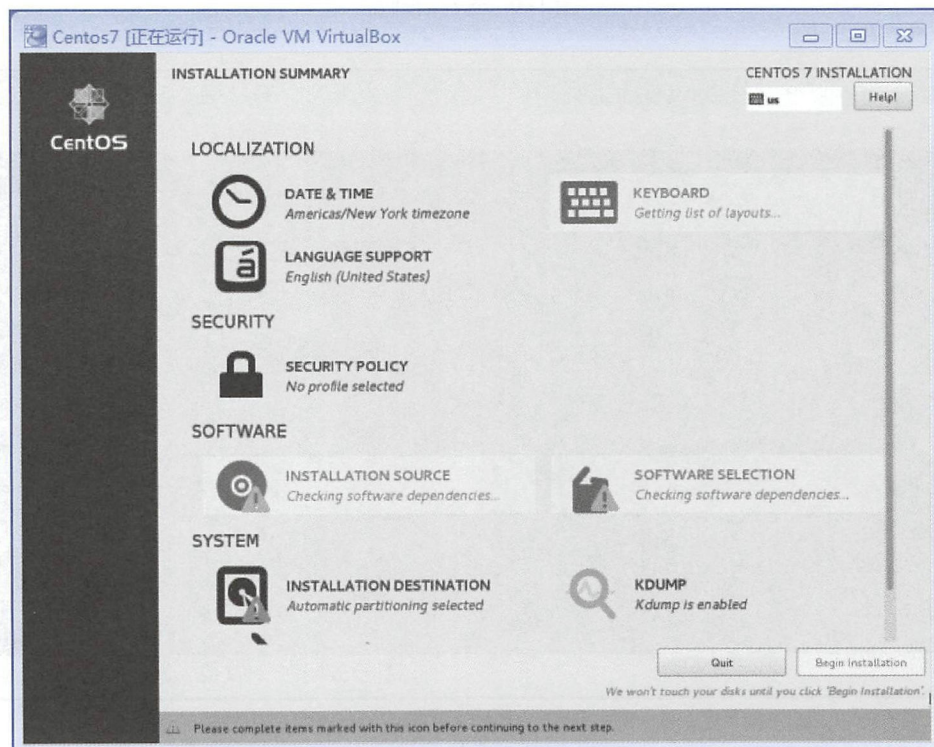 Centos7 [正在运行] - Oracle VM VirtualBox
INSTALLATION SUMMARY
CENTOS 7 INSTALLATION
us
Help!
CentOS
LOCALIZATION
DATE & TIME
Americas/New York timezone
KEYBOARD
Getting list of layouts...
LANGUAGE SUPPORT
English (United States)
SECURITY
SECURITY POLICY
No profile selected
SOFTWARE
INSTALLATION SOURCE
Checking software dependencies...
SOFTWARE SELECTION
Checking software dependencies...
SYSTEM
INSTALLATION DESTINATION
Automatic partitioning selected
KDUMP
Kdump is enabled
Quit
Begin Installation
We won't touch your disks until you click 'Begin Installation'.
Please complete items marked with this icon before continuing to the next step.